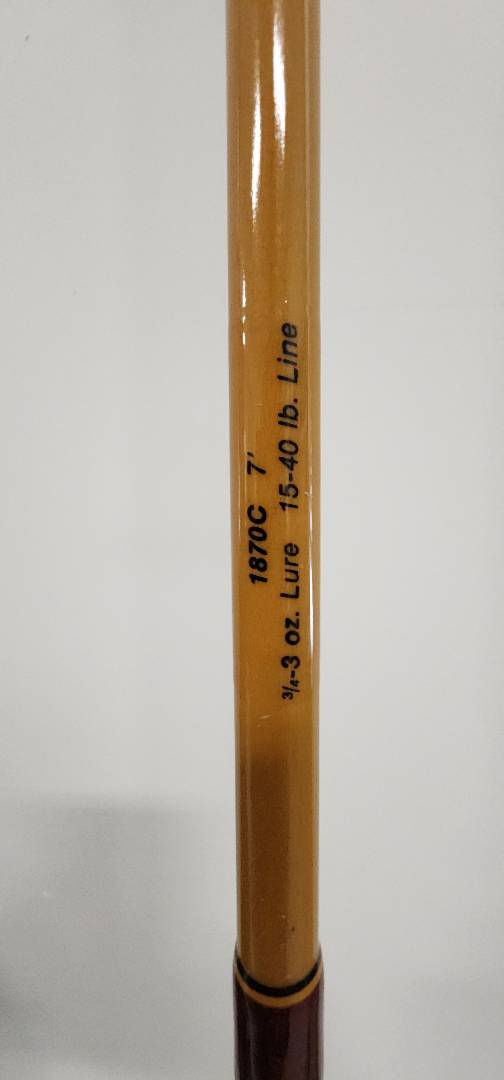 1870C 7'
3/4-3 oz. Lure 15-40 lb. Line